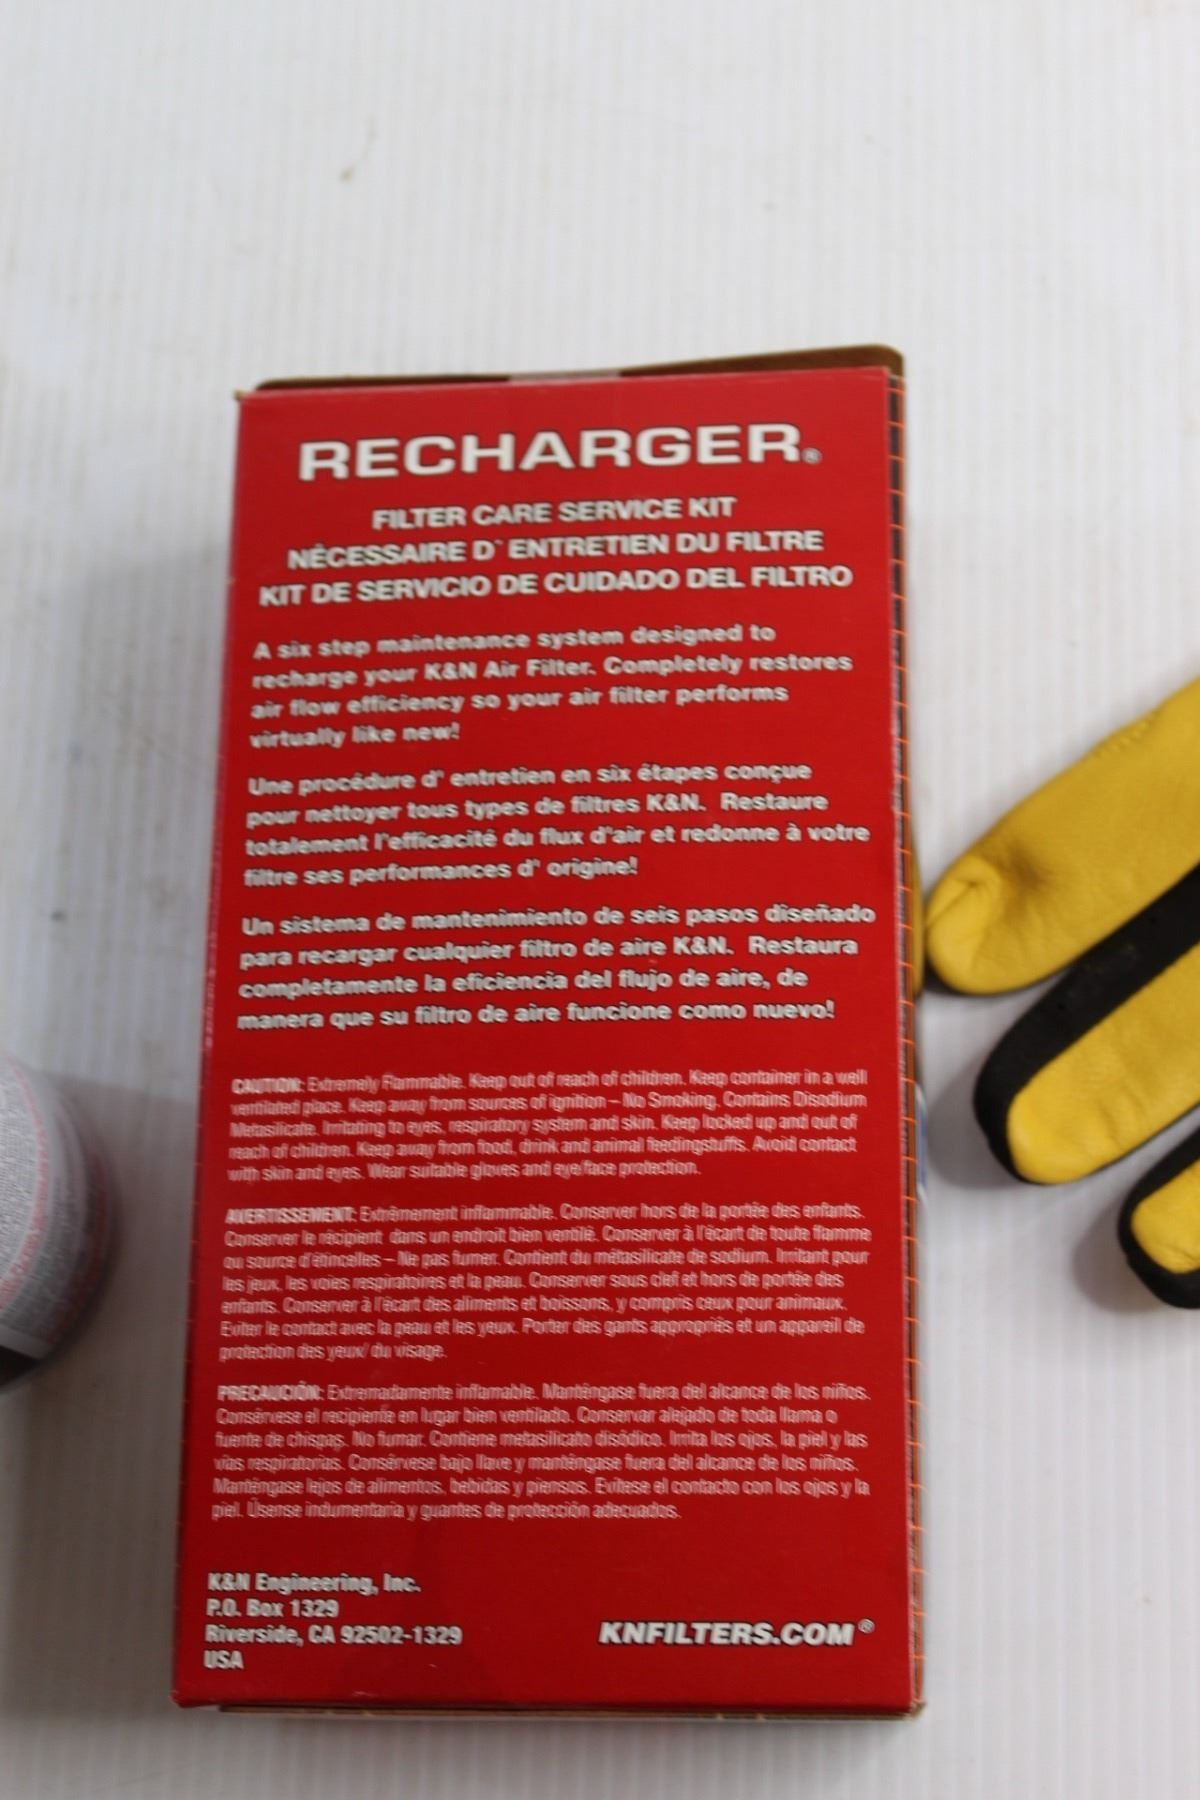 RECHARGER®
FILTER CARE SERVICE KIT
NÉCESSAIRE D' ENTRETIEN DU FILTRE
KIT DE SERVICIO DE CUIDADO DEL FILTRO
A six step maintenance system designed to
recharge your K&N Air Filter. Completely restores
air flow efficiency so your air filter performs
virtually like new!
Une procédure d' entretien en six étapes conçue
pour nettoyer tous types de filtres K&N. Restaure
totalement l'efficacité du flux d'air et redonne à votre
filtre ses performances d' origine!
Un sistema de mantenimiento de seis pasos diseñado
para recargar cualquier filtro de aire K&N. Restaura
completamente la eficiencia del flujo de aire, de
manera que su filtro de aire funcione como nuevo!
CAUTION: Extremely Flammable. Keep out of reach of children. Keep container in a well
ventilated place. Keep away from sources of ignition – No Smoking. Contains Disodium
Metasilicate. Irritating to eyes, respiratory system and skin. Keep locked up and out of
reach of children. Keep away from food, drink and animal feedingstuffs. Avoid contact
with skin and eyes. Wear suitable gloves and eye/face protection.
AVERTISSEMENT: Extrêmement inflammable. Conserver hors de la portée des enfants.
Conserver le récipient dans un endroit bien ventilé. Conserver à l'écart de toute flamme
ou source d'étincelles – Ne pas fumer. Contient du métasilicate de sodium. Irritant pour
les jeux, les voies respiratoires et la peau. Conserver sous clef et hors de portée des
enfants. Conserver à l'écart des aliments et boissons, y compris ceux pour animaux.
Eviter le contact avec la peau et les yeux. Porter des gants appropriés et un appareil de
protection des yeux/ du visage.
PRECAUCIÓN: Extremadamente inflamable. Manténgase fuera del alcance de los niños.
Consérvese el recipiente en lugar bien ventilado. Conservar alejado de toda llama o
fuente de chispas. No fumar. Contiene metasilicato disódico. Irrita los ojos, la piel y las
vías respiratorias. Consérvese bajo llave y manténgase fuera del alcance de los niños.
Manténgase lejos de alimentos, bebidas y piensos. Evítese el contacto con los ojos y la
piel. Úsense indumentaria y guantes de protección adecuados.
K&N Engineering, Inc.
P.O. Box 1329
Riverside, CA 92502-1329
USA
KNFILTERS.COM®